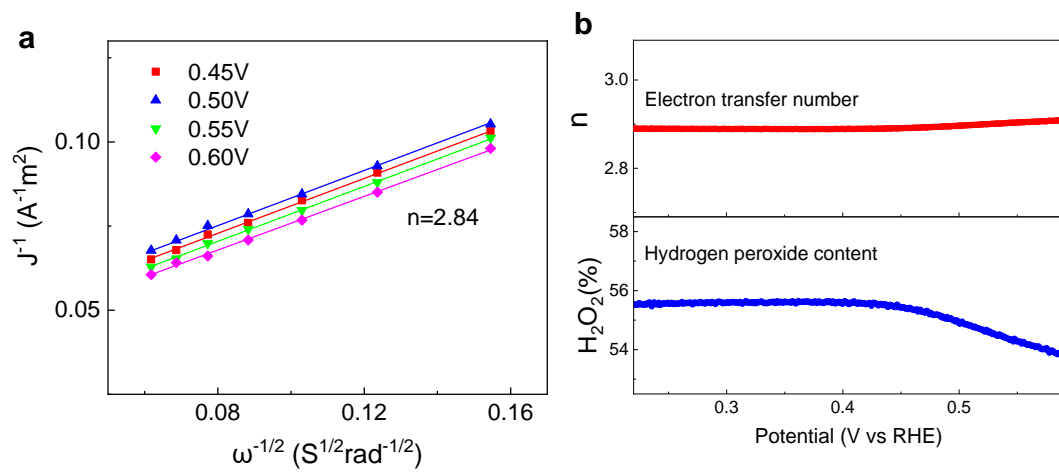 a
0.45V
0.50V
0.55V
0.60V
n=2.84
0.10
0.05
J⁻¹ (A⁻¹m²)
0.08 0.12 0.16
ω⁻¹/² (S¹/²rad⁻¹/²)
b
3.0
2.8
n
Electron transfer number
58
56
54
H₂O₂(%)
Hydrogen peroxide content
0.3 0.4 0.5
Potential (V vs RHE)